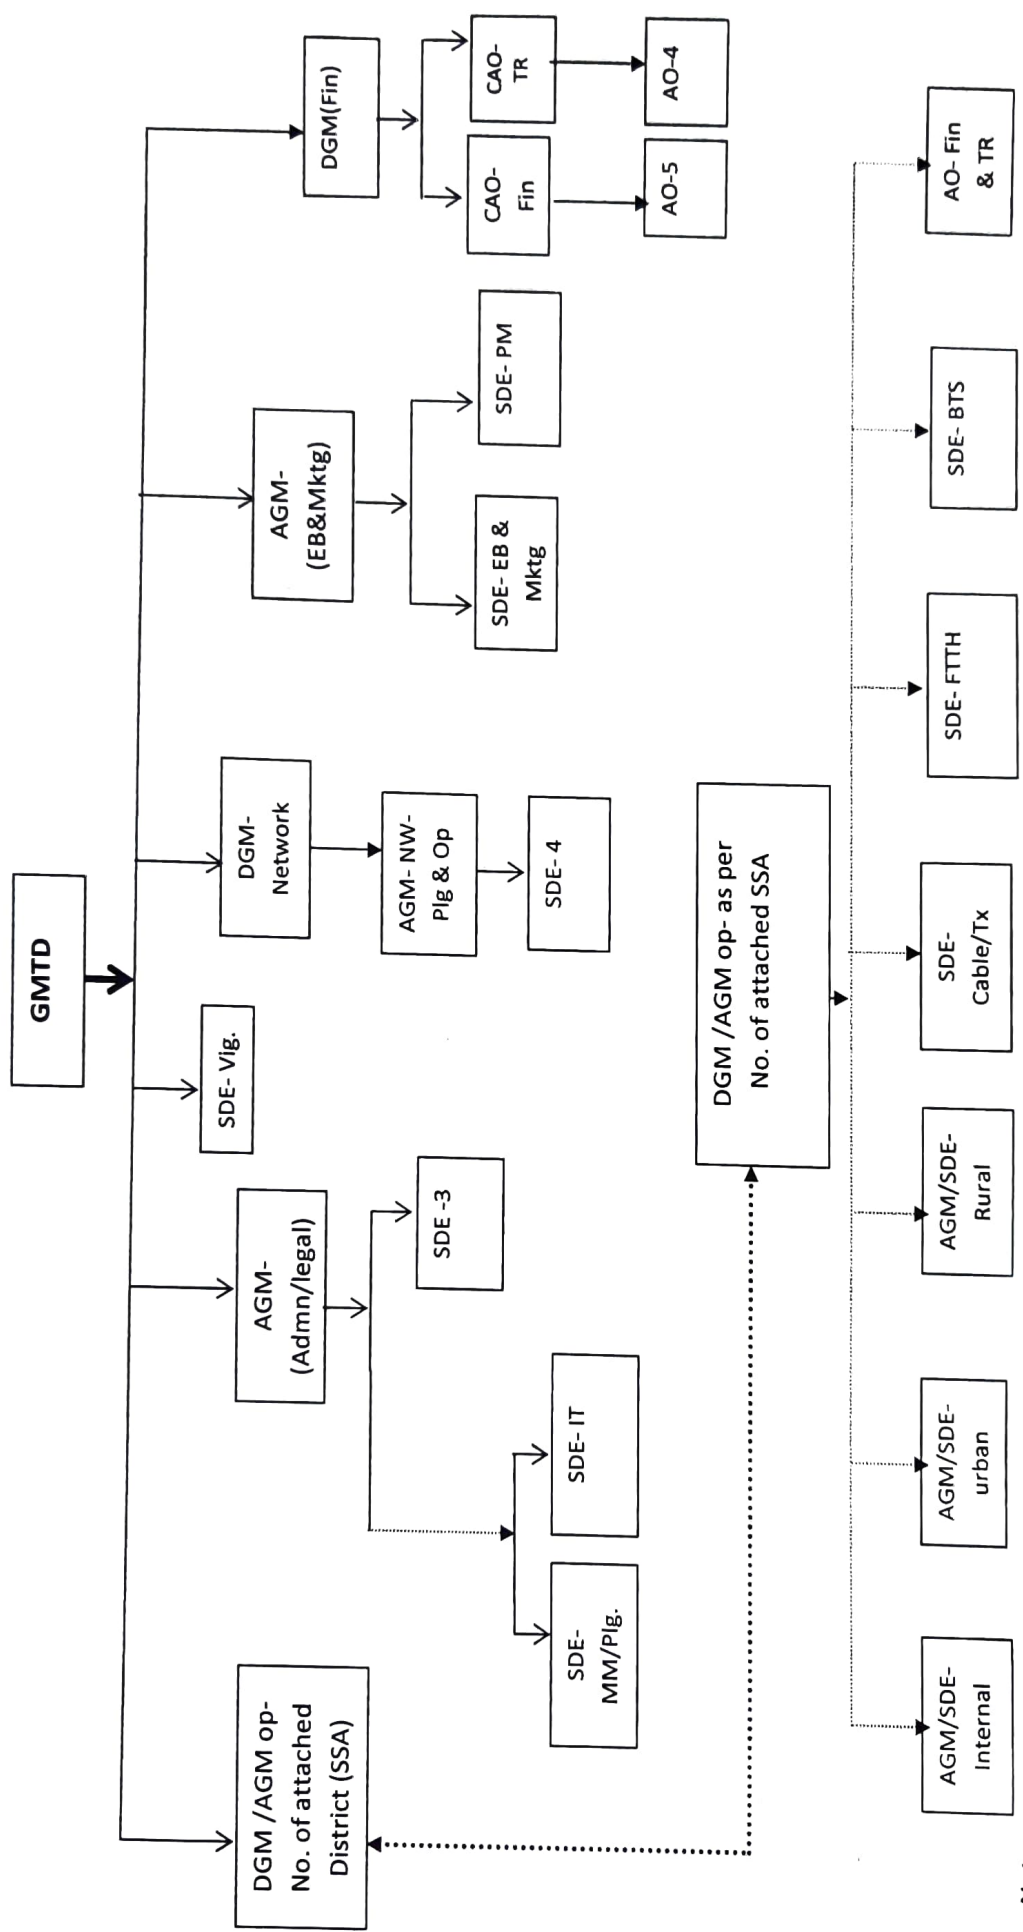 GMTD
DGM /AGM op-
No. of attached
District (SSA)
AGM-
(Admn/legal)
SDE- Vig.
DGM-
Network
AGM-
(EB&Mktg)
DGM(Fin)
SDE-
MM/Plg.
SDE- IT
SDE -3
AGM- NW-
Plg & Op
SDE- 4
SDE- EB &
Mktg
SDE- PM
CAO-
Fin
CAO-
TR
AO-5
AO-4
DGM /AGM op- as per
No. of attached SSA
AGM/SDE-
Internal
AGM/SDE-
urban
AGM/SDE-
Rural
SDE-
Cable/Tx
SDE- FTTH
SDE- BTS
AO- Fin
& TR